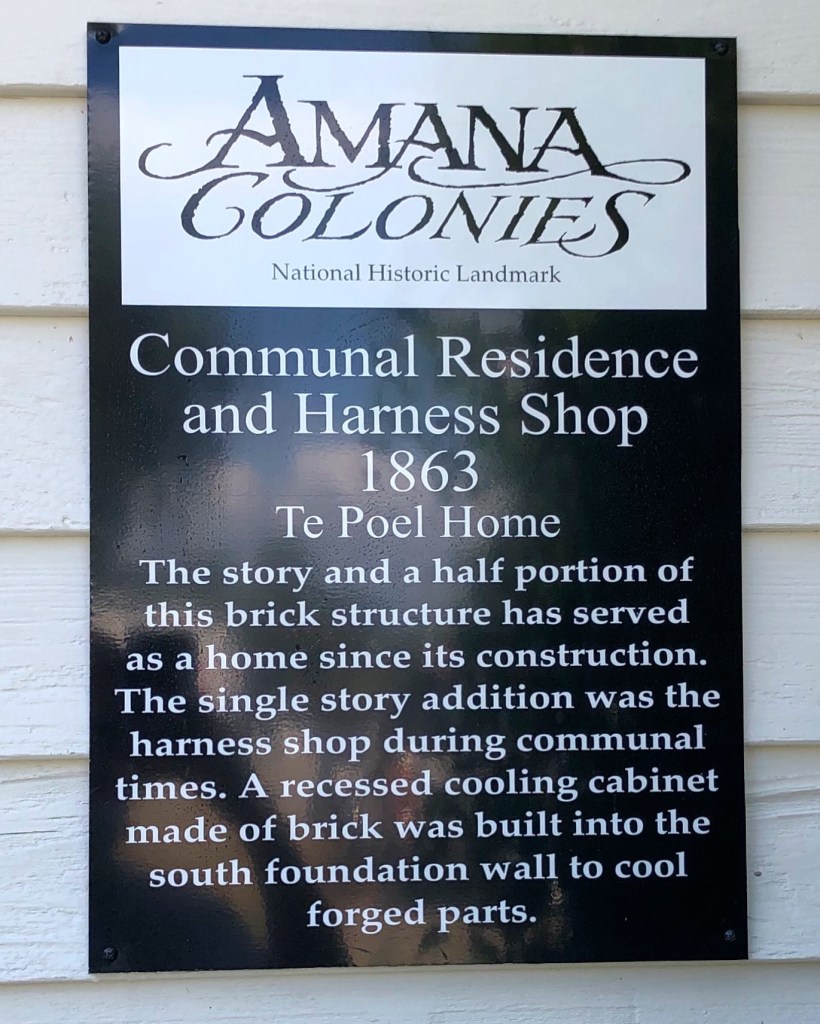 AMANA
COLONIES
National Historic Landmark
Communal Residence
and Harness Shop
1863
Te Poel Home
The story and a half portion of
this brick structure has served
as a home since its construction.
The single story addition was the
harness shop during communal
times. A recessed cooling cabinet
made of brick was built into the
south foundation wall to cool
forged parts.